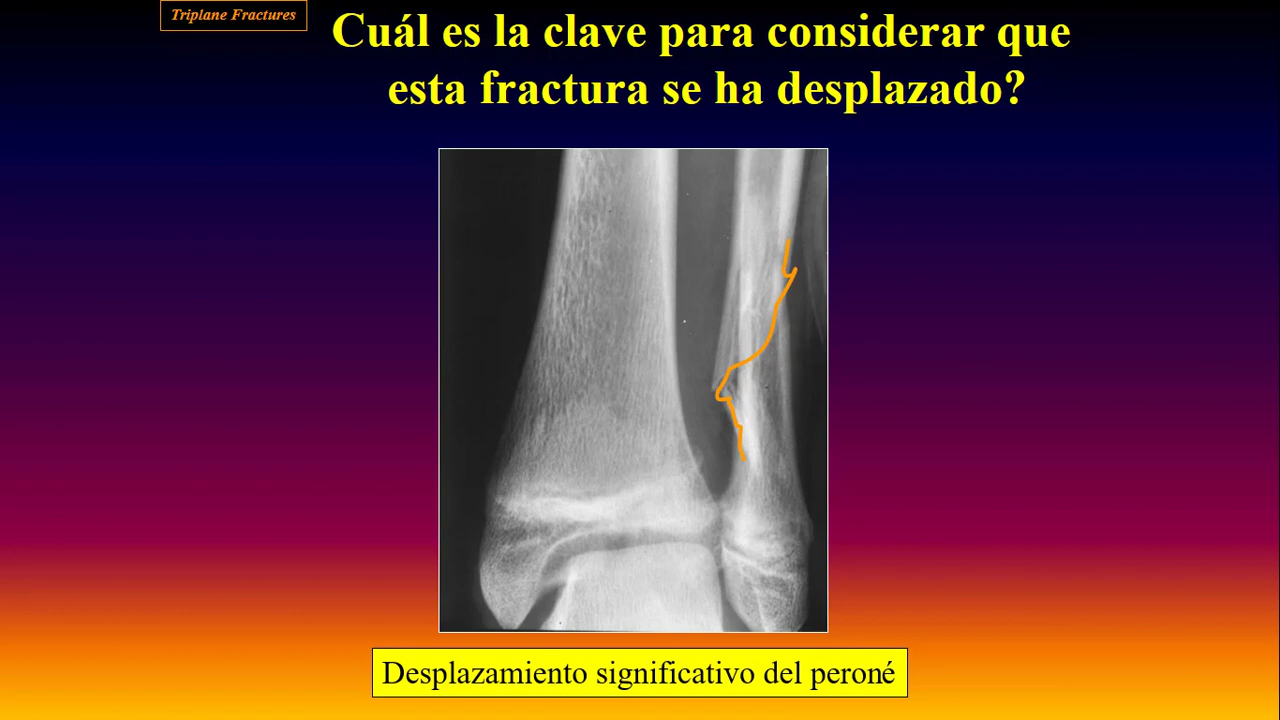 Triplane Fractures
Cuál es la clave para considerar que
esta fractura se ha desplazado?
Desplazamiento significativo del peroné